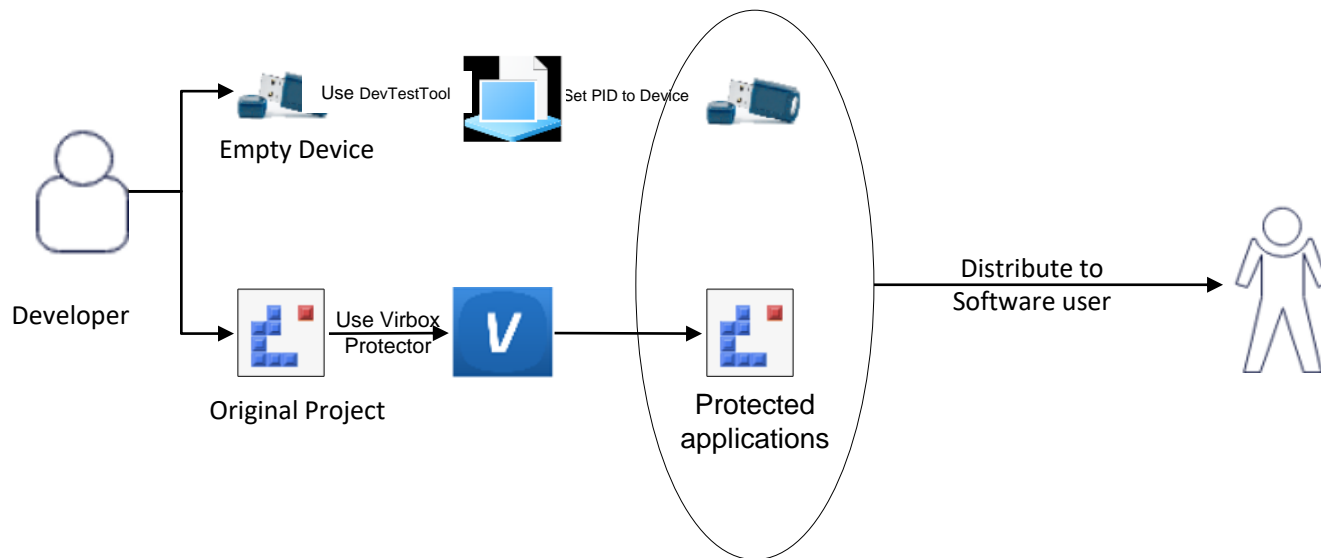 Use DevTestTool
Set PID to Device
Empty Device
Developer
Use Virbox
Protector
V
Original Project
Protected
applications
Distribute to
Software user